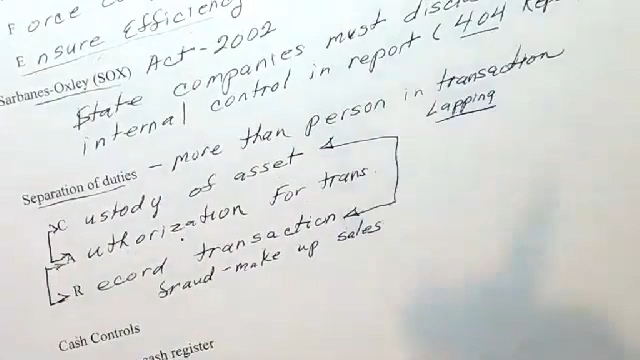 Force
Ensure Efficiency
Sarbanes-Oxley (SOX) Act - 2002
State companies must
internal control in report (404
Separation of duties - more than person in transaction
Lapping
Custody of asset
Authorization for trans.
Record transaction
fraud - make up sales
Cash Controls
cash register